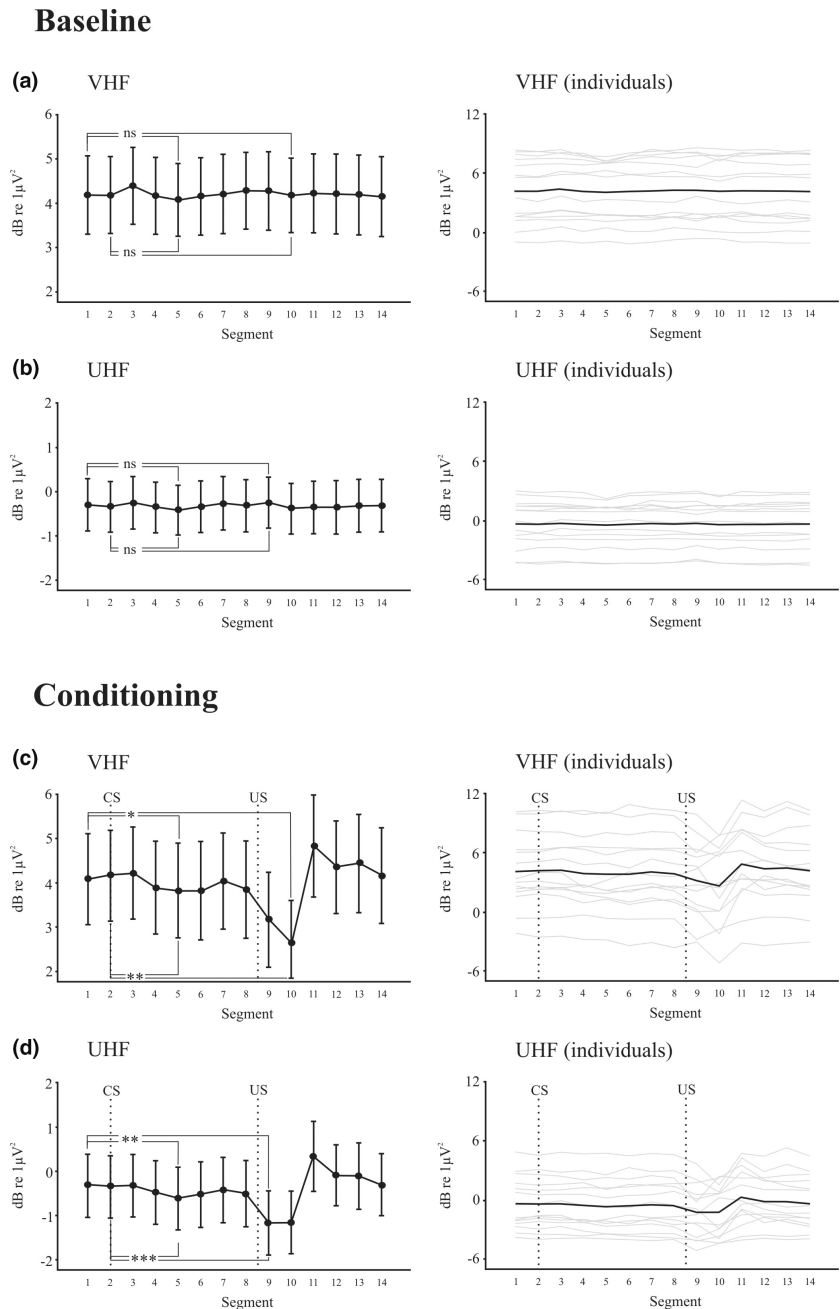 Baseline
(a) VHF
VHF (individuals)
6
5
4
3
2
dB re 1µV²
ns
ns
1 2 3 4 5 6 7 8 9 10 11 12 13 14
Segment
12
6
0
-6
dB re 1µV²
1 2 3 4 5 6 7 8 9 10 11 12 13 14
Segment
(b) UHF
UHF (individuals)
2
1
0
-1
-2
dB re 1µV²
ns
ns
1 2 3 4 5 6 7 8 9 10 11 12 13 14
Segment
12
6
0
-6
dB re 1µV²
1 2 3 4 5 6 7 8 9 10 11 12 13 14
Segment
Conditioning
(c) VHF
VHF (individuals)
6
5
4
3
2
dB re 1µV²
CS
US
*
**
1 2 3 4 5 6 7 8 9 10 11 12 13 14
Segment
12
6
0
-6
dB re 1µV²
CS
US
1 2 3 4 5 6 7 8 9 10 11 12 13 14
Segment
(d) UHF
UHF (individuals)
2
1
0
-1
-2
dB re 1µV²
CS
US
**
***
1 2 3 4 5 6 7 8 9 10 11 12 13 14
Segment
12
6
0
-6
dB re 1µV²
CS
US
1 2 3 4 5 6 7 8 9 10 11 12 13 14
Segment